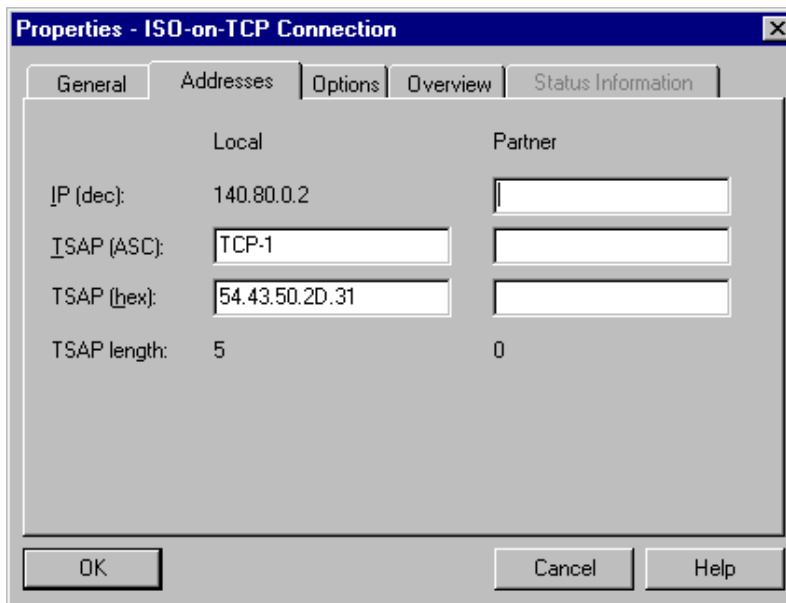 Properties - ISO-on-TCP Connection
General Addresses Options Overview Status Information
Local Partner
IP (dec): 140.80.0.2
TSAP (ASC): TCP-1
TSAP (hex): 54.43.50.2D.31
TSAP length: 5 0
OK Cancel Help